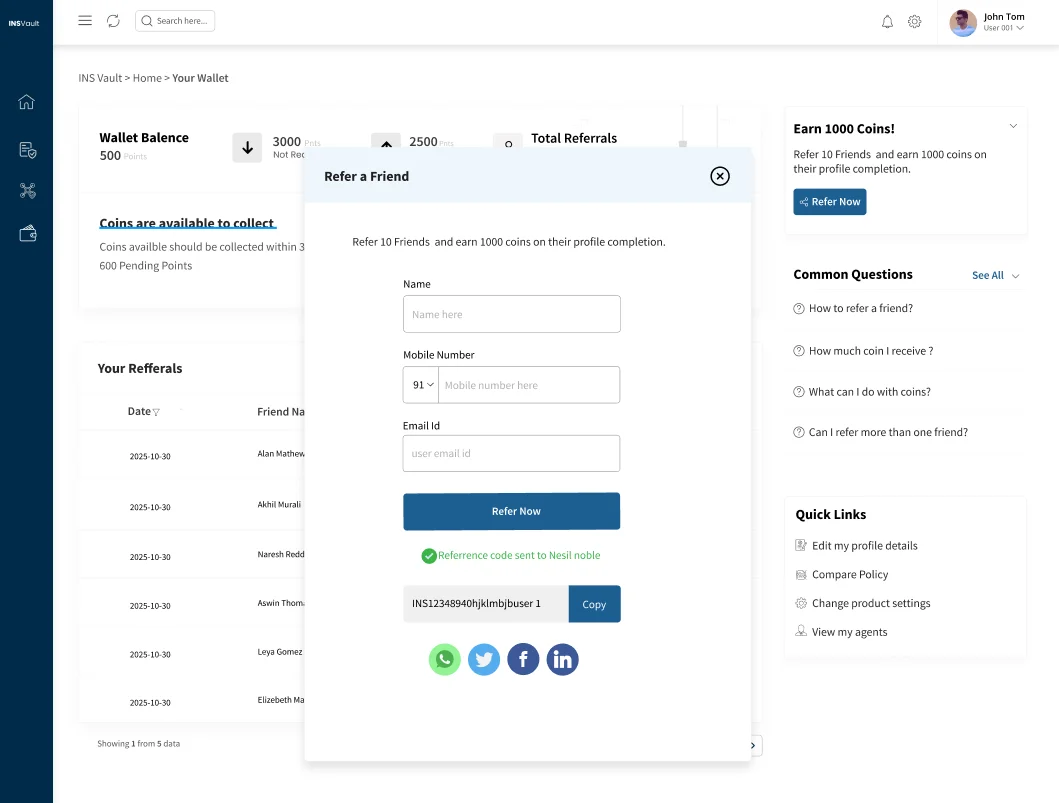 INSVault
Search here...
John Tom
User 001
INS Vault > Home > Your Wallet
Wallet Balence
500 Points
3000 Pnts
Not Rec
2500 Pnts
Total Referrals
Coins are available to collect
Coins availble should be collected within 3
600 Pending Points
Your Refferals
Date
Friend Na
2025-10-30
Alan Mathew
2025-10-30
Akhil Murali
2025-10-30
Naresh Redd
2025-10-30
Aswin Thoma
2025-10-30
Leya Gomez
2025-10-30
Elizebeth Ma
Showing 1 from 5 data
Refer a Friend
Refer 10 Friends and earn 1000 coins on their profile completion.
Name
Name here
Mobile Number
91
Mobile number here
Email Id
user email id
Refer Now
Referrence code sent to Nesil noble
INS12348940hjklmbjbuser 1
Copy
Earn 1000 Coins!
Refer 10 Friends and earn 1000 coins on
their profile completion.
Refer Now
Common Questions
See All
How to refer a friend?
How much coin I receive ?
What can I do with coins?
Can I refer more than one friend?
Quick Links
Edit my profile details
Compare Policy
Change product settings
View my agents